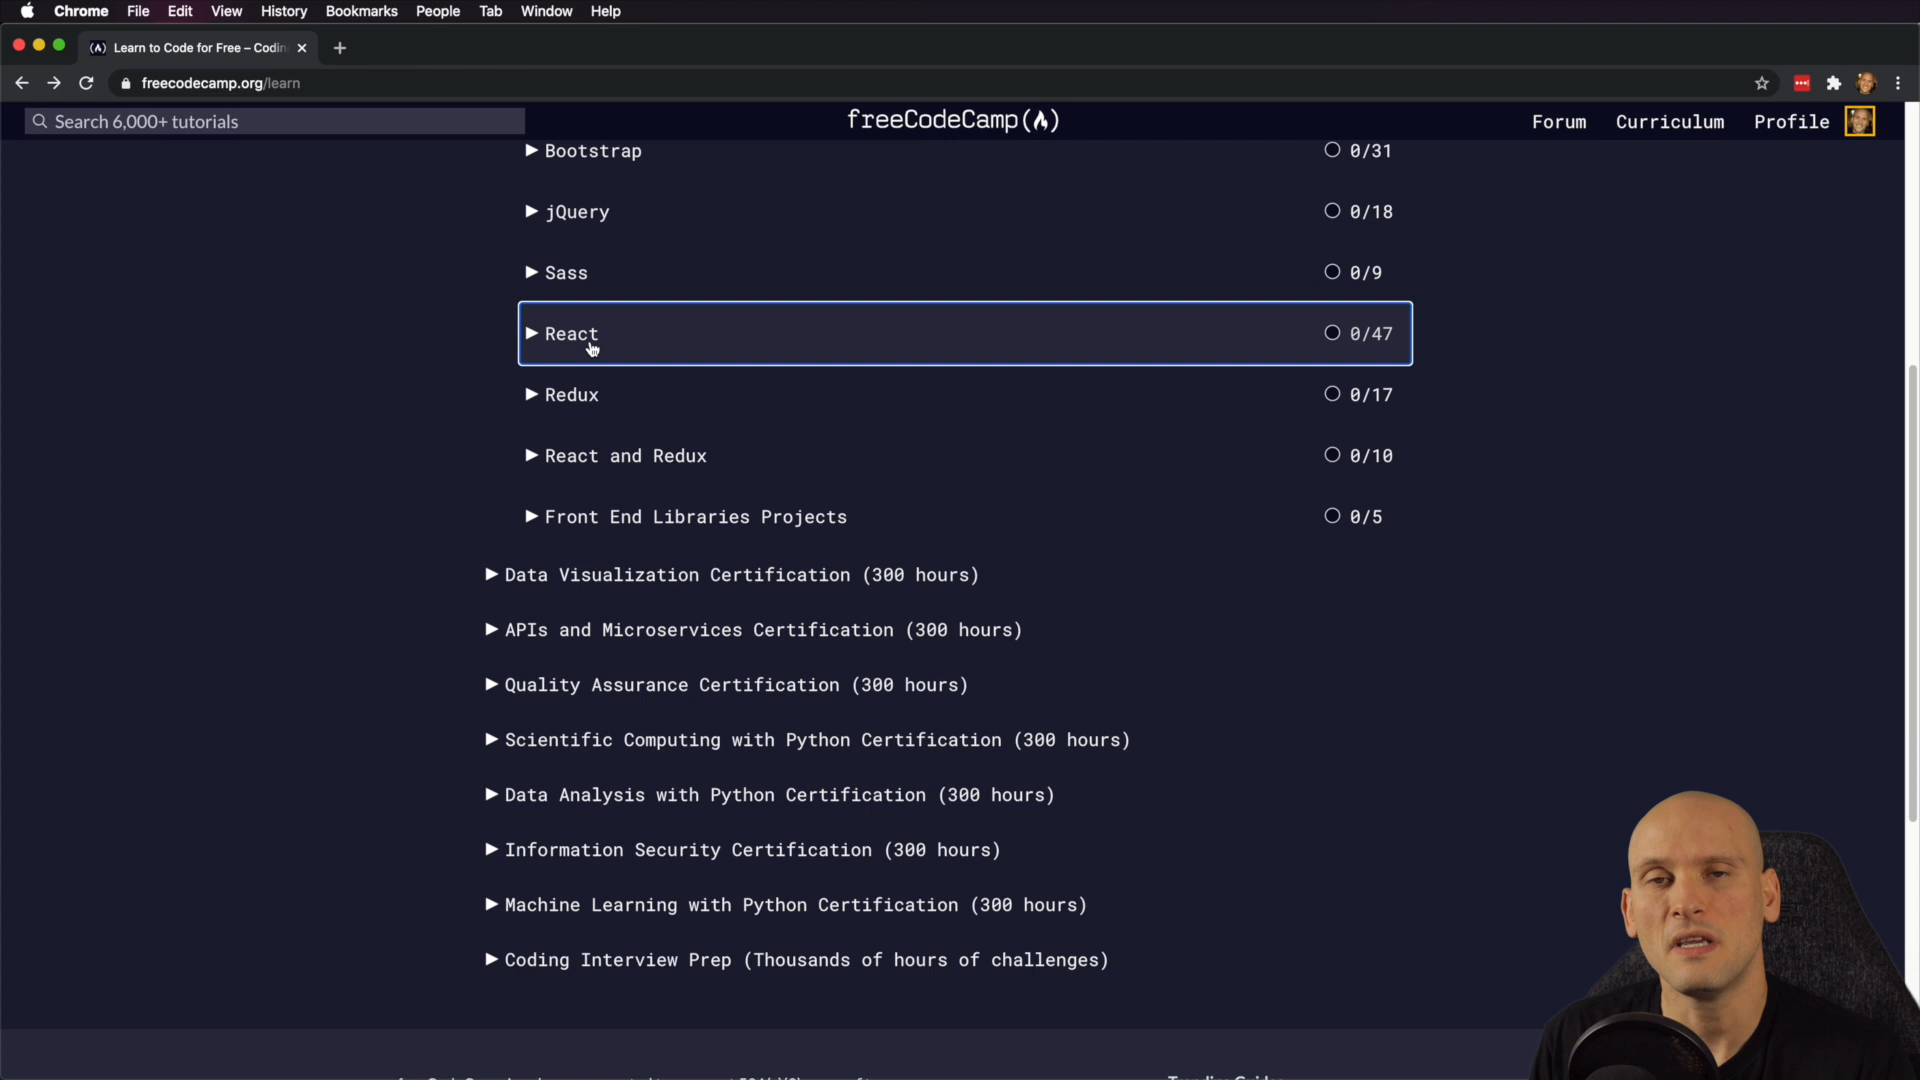 Chrome File Edit View History Bookmarks People Tab Window Help
Learn to Code for Free – Codin
freecodecamp.org/learn
Search 6,000+ tutorials
freeCodeCamp
Forum Curriculum Profile
Bootstrap 0/31
jQuery 0/18
Sass 0/9
React 0/47
Redux 0/17
React and Redux 0/10
Front End Libraries Projects 0/5
Data Visualization Certification (300 hours)
APIs and Microservices Certification (300 hours)
Quality Assurance Certification (300 hours)
Scientific Computing with Python Certification (300 hours)
Data Analysis with Python Certification (300 hours)
Information Security Certification (300 hours)
Machine Learning with Python Certification (300 hours)
Coding Interview Prep (Thousands of hours of challenges)